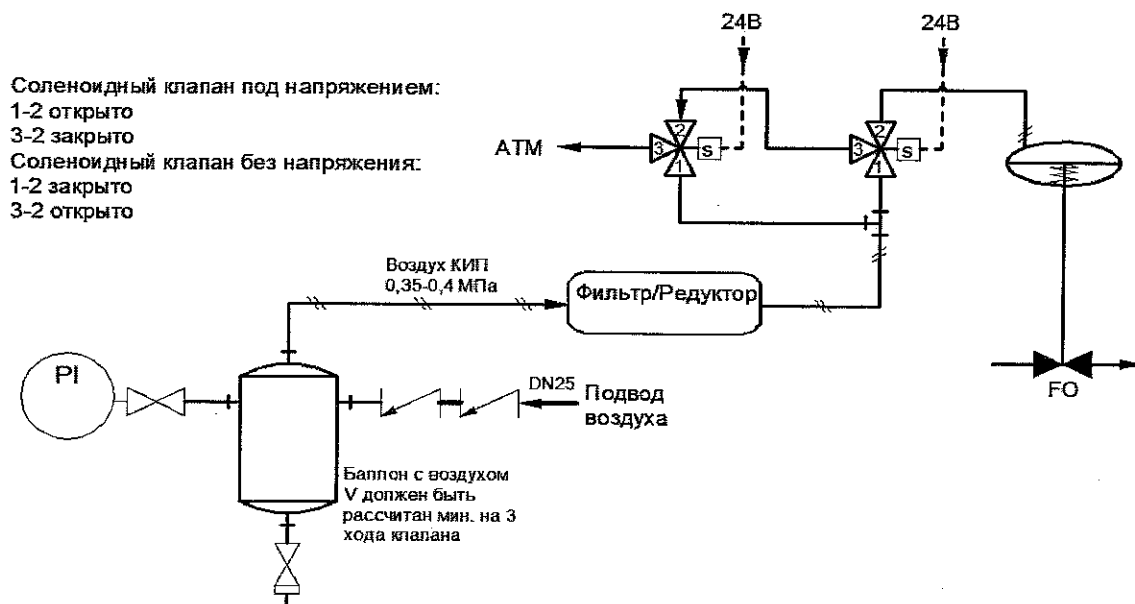 24В
24В
Соленоидный клапан под напряжением:
1-2 открыто
3-2 закрыто
Соленоидный клапан без напряжения:
1-2 закрыто
3-2 открыто
АТМ
3
2
1
S
3
2
1
S
Воздух КИП
0,35-0,4 МПа
Фильтр/Редуктор
PI
DN25
Подвод
воздуха
FO
Баллон с воздухом
V должен быть
рассчитан мин. на 3
хода клапана